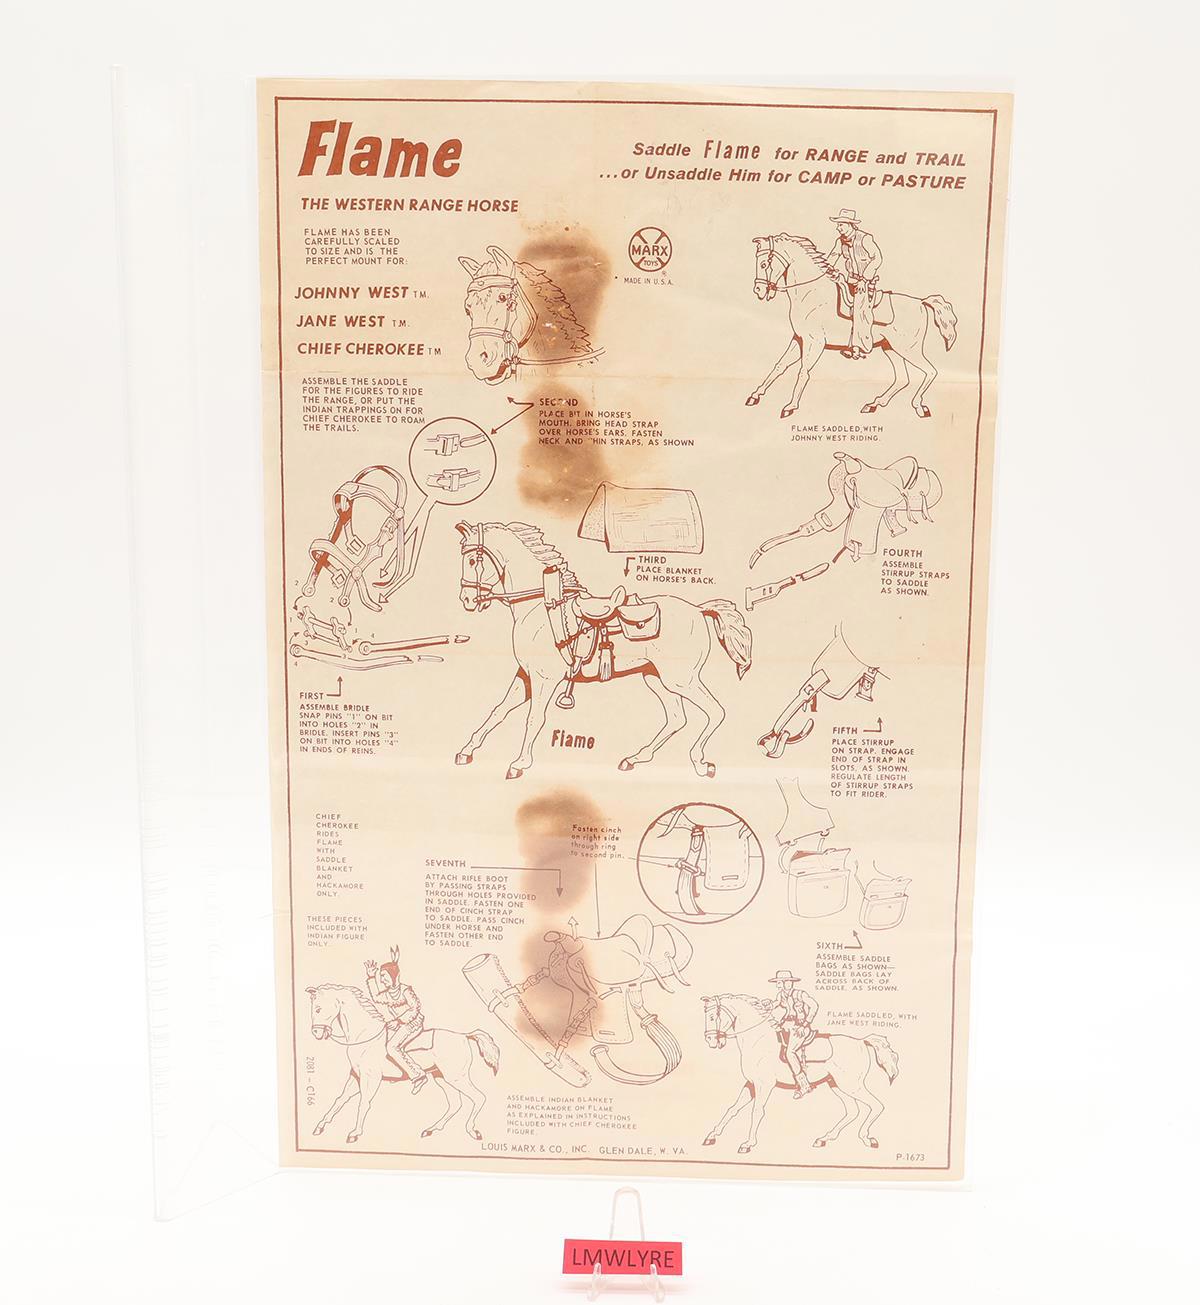 Flame
THE WESTERN RANGE HORSE
Saddle Flame for RANGE and TRAIL
...or Unsaddle Him for CAMP or PASTURE
FLAME HAS BEEN
CAREFULLY SCALED
TO SIZE AND IS THE
PERFECT MOUNT FOR:
JOHNNY WEST T.M.
JANE WEST T.M.
CHIEF CHEROKEE T M
MARX
TOYS
®
MADE IN U.S.A.
ASSEMBLE THE SADDLE
FOR THE FIGURES TO RIDE
THE RANGE, OR PUT THE
INDIAN TRAPPINGS ON FOR
CHIEF CHEROKEE TO ROAM
THE TRAILS.
SECOND
PLACE BIT IN HORSE'S
MOUTH. BRING HEAD STRAP
OVER HORSE'S EARS. FASTEN
NECK AND HIN STRAPS, AS SHOWN
FLAME SADDLED, WITH
JOHNNY WEST RIDING.
THIRD
PLACE BLANKET
ON HORSE'S BACK.
FOURTH
ASSEMBLE
STIRRUP STRAPS
TO SADDLE
AS SHOWN.
2
2
1
1
3
4
3
4
FIRST
ASSEMBLE BRIDLE
SNAP PINS "1" ON BIT
INTO HOLES "2" IN
BRIDLE. INSERT PINS "3"
ON BIT INTO HOLES "4"
IN ENDS OF REINS.
Flame
FIFTH
PLACE STIRRUP
ON STRAP. ENGAGE
END OF STRAP IN
SLOTS, AS SHOWN.
REGULATE LENGTH
OF STIRRUP STRAPS
TO FIT RIDER.
CHIEF
CHEROKEE
RIDES
FLAME
WITH
SADDLE
BLANKET
AND
HACKAMORE
ONLY.
THESE PIECES
INCLUDED WITH
INDIAN FIGURE
ONLY.
SEVENTH
ATTACH RIFLE BOOT
BY PASSING STRAPS
THROUGH HOLES PROVIDED
IN SADDLE. FASTEN ONE
END OF CINCH STRAP
TO SADDLE. PASS CINCH
UNDER HORSE AND
FASTEN OTHER END
TO SADDLE.
Fasten cinch
on right side
through ring
to second pin.
SIXTH
ASSEMBLE SADDLE
BAGS AS SHOWN—
SADDLE BAGS LAY
ACROSS BACK OF
SADDLE, AS SHOWN.
FLAME SADDLED, WITH
JANE WEST RIDING.
2081 - C166
ASSEMBLE INDIAN BLANKET
AND HACKAMORE ON FLAME
AS EXPLAINED IN INSTRUCTIONS
INCLUDED WITH CHIEF CHEROKEE
FIGURE.
LOUIS MARX & CO., INC. GLEN DALE, W. VA.
P-1673
LMWLYRE